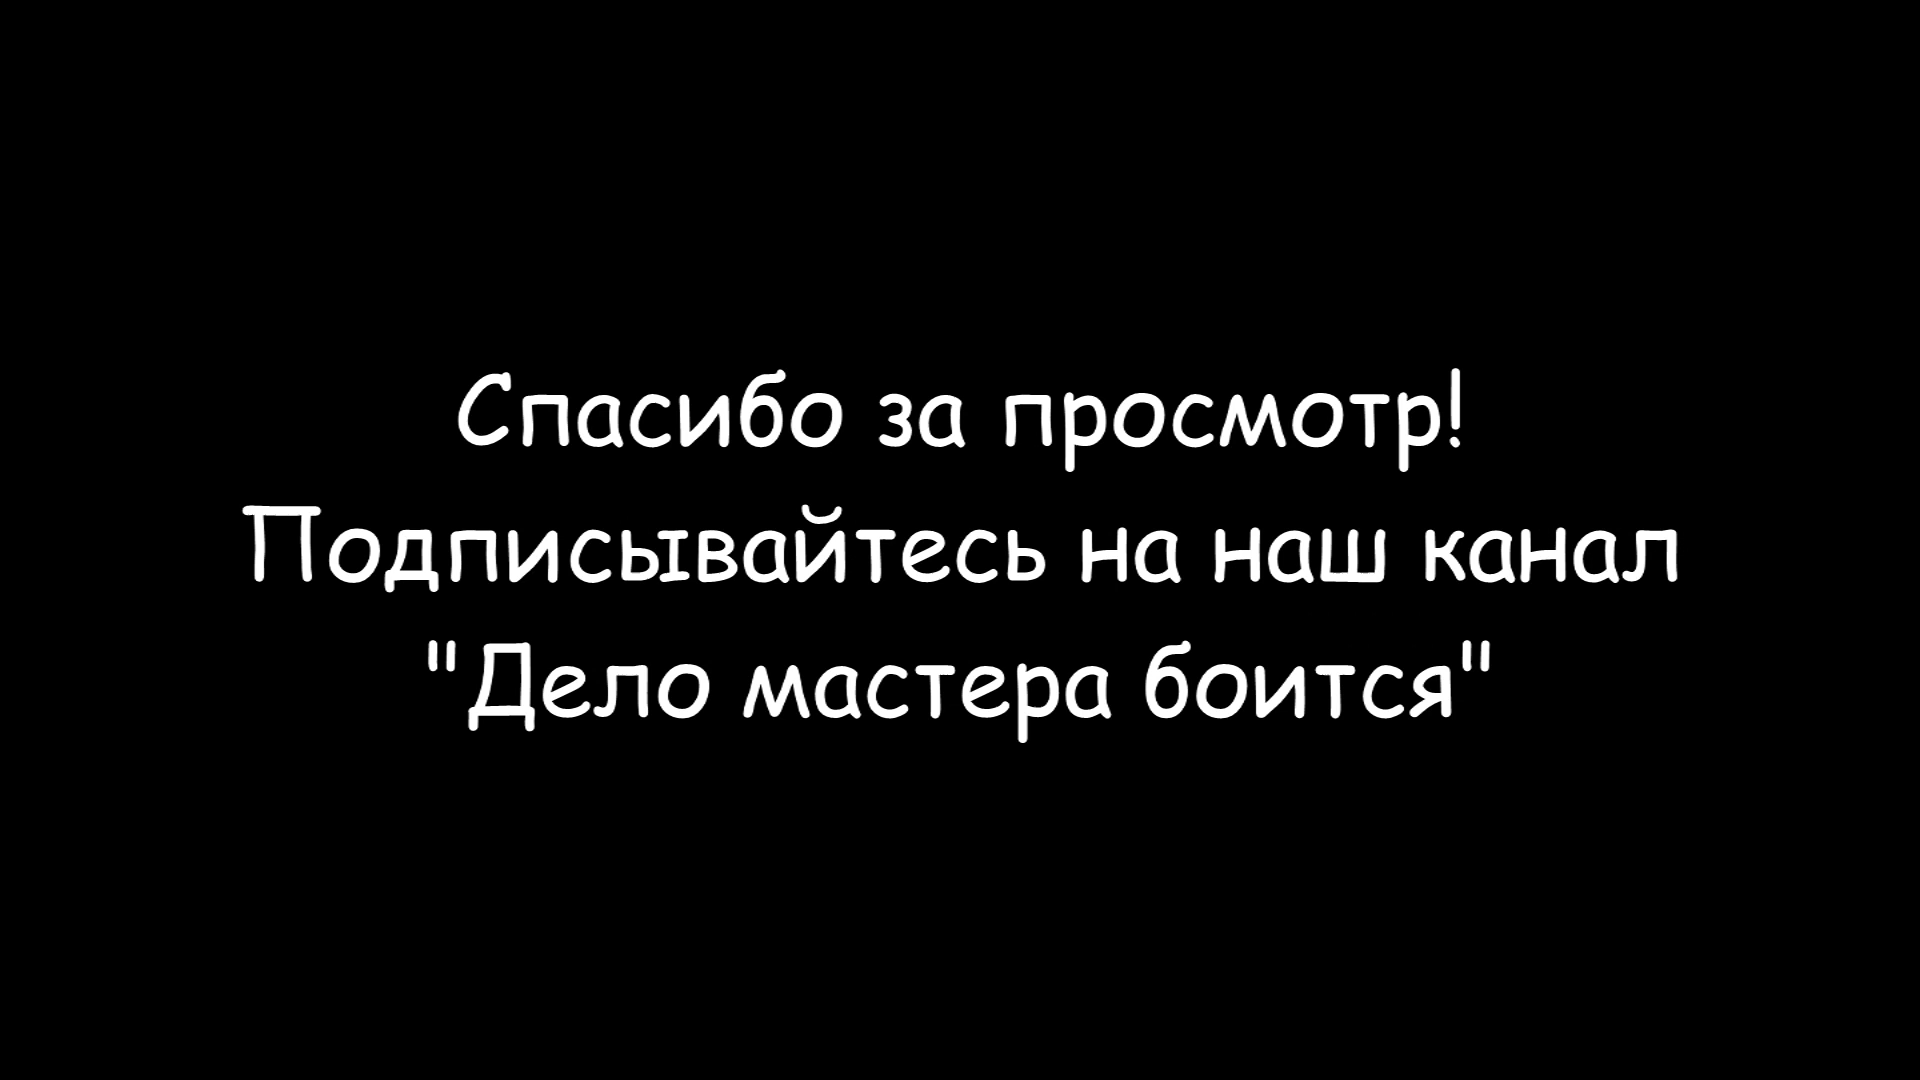 Спасибо за просмотр!
Подписывайтесь на наш канал
"Дело мастера боится"